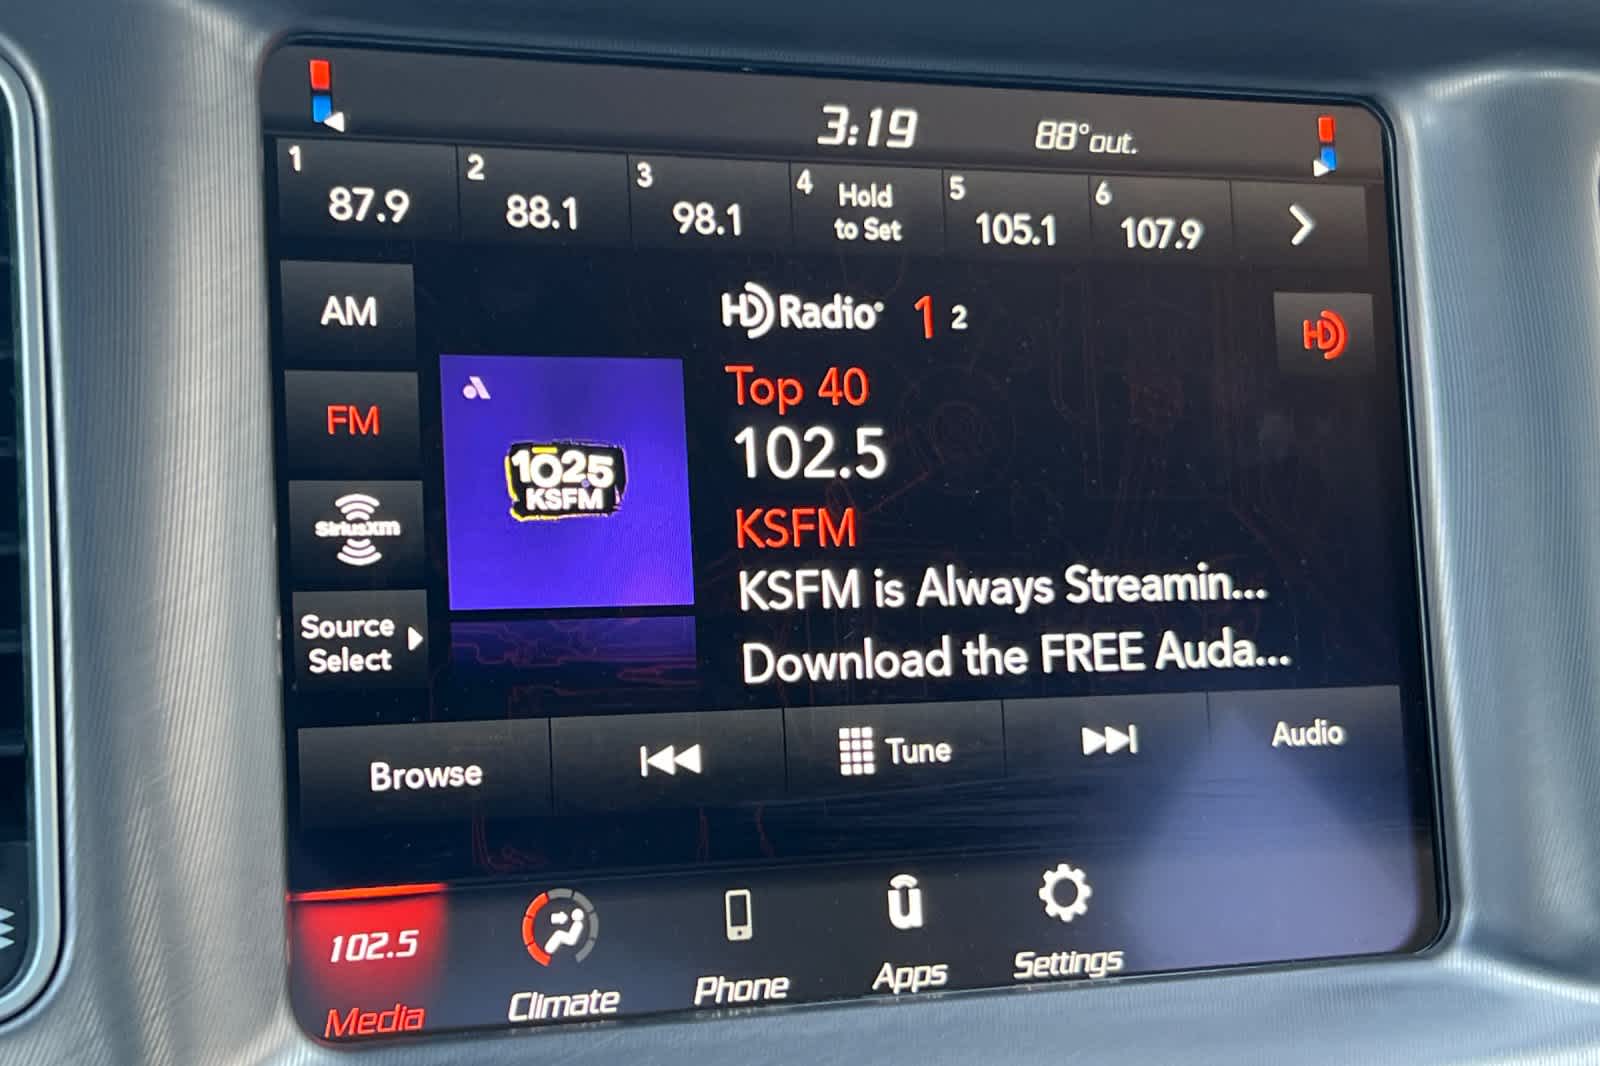 3:19 88°out.
1 87.9 2 88.1 3 98.1 4 Hold to Set 5 105.1 6 107.9
AM
FM
SiriusXM
Source
Select
HD Radio® 1 2
HD
1025
KSFM
Top 40
102.5
KSFM
KSFM is Always Streamin...
Download the FREE Auda...
Browse Tune Audio
102.5
Media Climate Phone Apps Settings